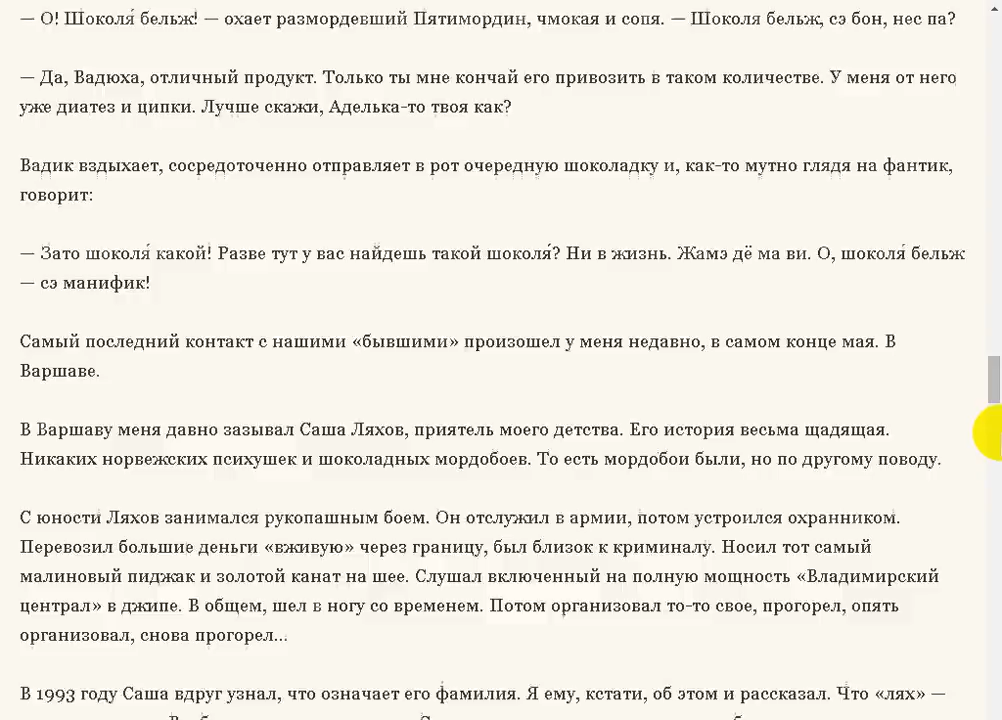 — О! Шоколя́ бельж! — охает размордевший Пятимордин, чмокая и сопя. — Шоколя бельж, сэ бон, нес па?
— Да, Вадюха, отличный продукт. Только ты мне кончай его привозить в таком количестве. У меня от него
уже диатез и ципки. Лучше скажи, Аделька-то твоя как?
Вадик вздыхает, сосредоточенно отправляет в рот очередную шоколадку и, как-то мутно глядя на фантик,
говорит:
— Зато шоколя́ какой! Разве тут у вас найдешь такой шоколя́? Ни в жизнь. Жамэ дё ма ви. О, шоколя́ бельж
— сэ манифик!
Самый последний контакт с нашими «бывшими» произошел у меня недавно, в самом конце мая. В
Варшаве.
В Варшаву меня давно зазывал Саша Ляхов, приятель моего детства. Его история весьма щадящая.
Никаких норвежских психушек и шоколадных мордобоев. То есть мордобои были, но по другому поводу.
С юности Ляхов занимался рукопашным боем. Он отслужил в армии, потом устроился охранником.
Перевозил большие деньги «вживую» через границу, был близок к криминалу. Носил тот самый
малиновый пиджак и золотой канат на шее. Слушал включенный на полную мощность «Владимирский
централ» в джипе. В общем, шел в ногу со временем. Потом организовал то-то свое, прогорел, опять
организовал, снова прогорел...
В 1993 году Саша вдруг узнал, что означает его фамилия. Я ему, кстати, об этом и рассказал. Что «лях» —